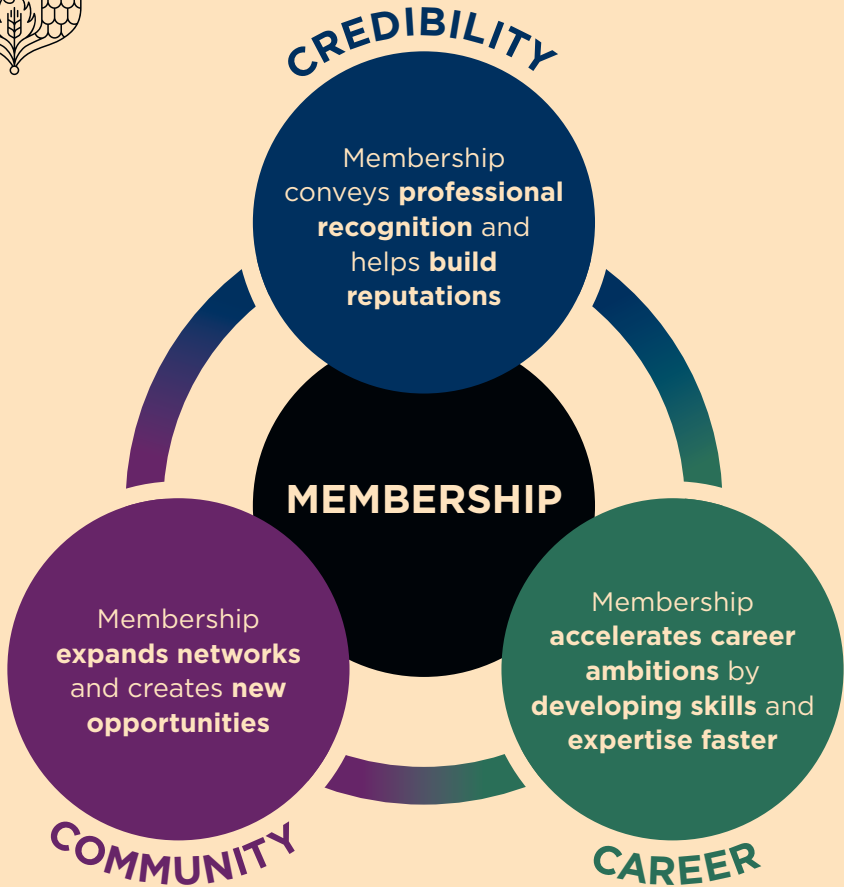 CREDIBILITY
Membership
conveys professional
recognition and
helps build
reputations
MEMBERSHIP
Membership
expands networks
and creates new
opportunities
COMMUNITY
Membership
accelerates career
ambitions by
developing skills and
expertise faster
CAREER